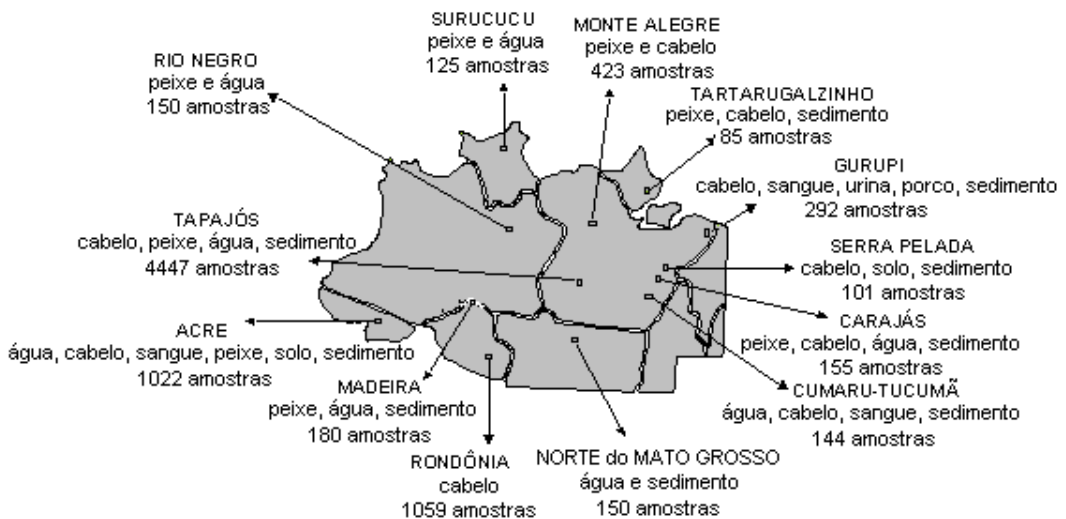 SURUCUCU
peixe e água
125 amostras
MONTE ALEGRE
peixe e cabelo
423 amostras
RIO NEGRO
peixe e água
150 amostras
TARTARUGALZINHO
peixe, cabelo, sedimento
85 amostras
GURUPI
cabelo, sangue, urina, porco, sedimento
292 amostras
TAPAJÓS
cabelo, peixe, água, sedimento
4447 amostras
SERRA PELADA
cabelo, solo, sedimento
101 amostras
CARAJÁS
peixe, cabelo, água, sedimento
155 amostras
ACRE
água, cabelo, sangue, peixe, solo, sedimento
1022 amostras
MADEIRA
peixe, água, sedimento
180 amostras
CUMARU-TUCUMÃ
água, cabelo, sangue, sedimento
144 amostras
RONDÔNIA
cabelo
1059 amostras
NORTE do MATO GROSSO
água e sedimento
150 amostras